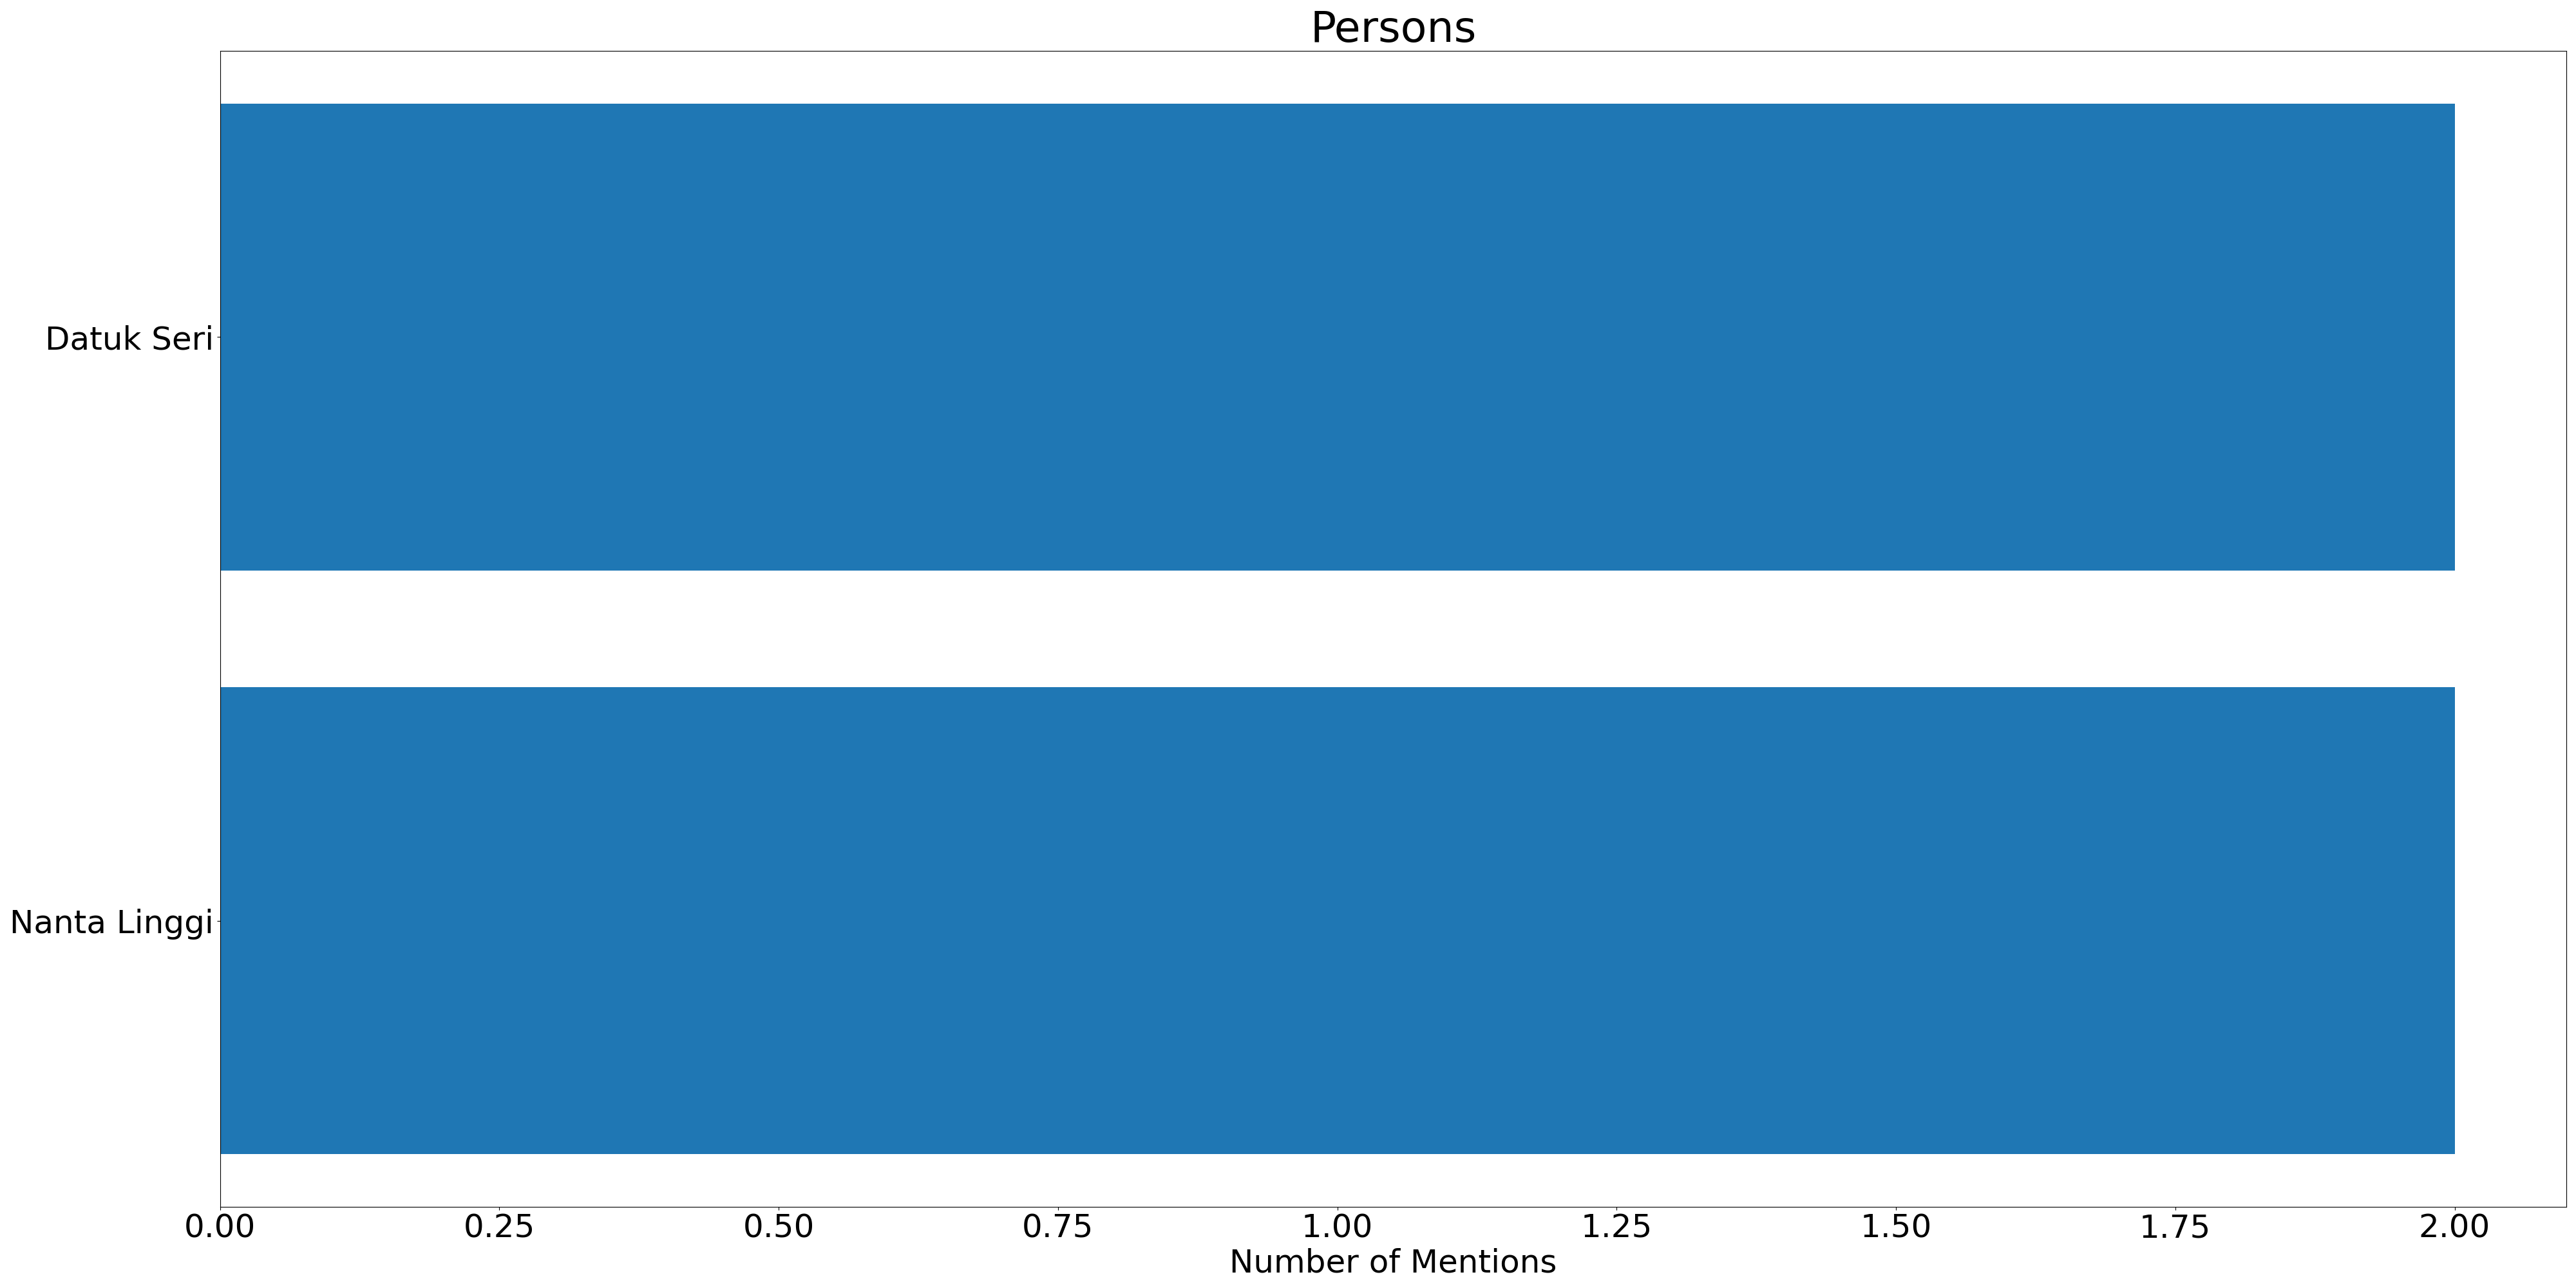 Persons
Datuk Seri
Nanta Linggi
0.00 0.25 0.50 0.75 1.00 1.25 1.50 1.75 2.00
Number of Mentions